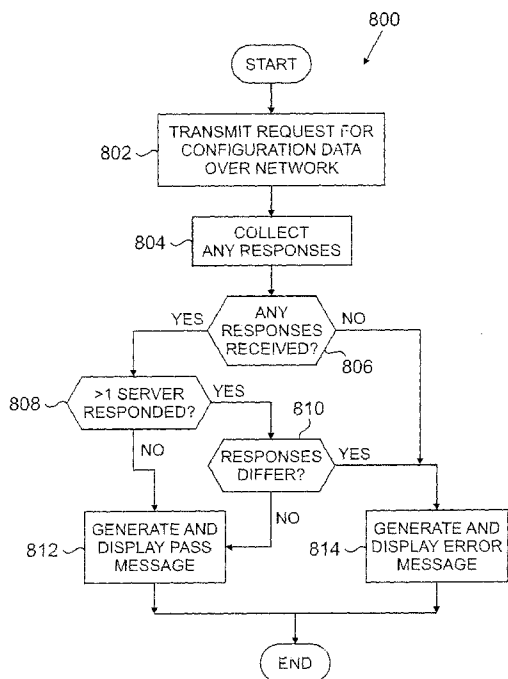 800
START
802
TRANSMIT REQUEST FOR
CONFIGURATION DATA
OVER NETWORK
804
COLLECT
ANY RESPONSES
YES
ANY
RESPONSES
RECEIVED?
NO
806
808
>1 SERVER
RESPONDED?
YES
810
NO
RESPONSES
DIFFER?
YES
NO
812
GENERATE AND
DISPLAY PASS
MESSAGE
814
GENERATE AND
DISPLAY ERROR
MESSAGE
END